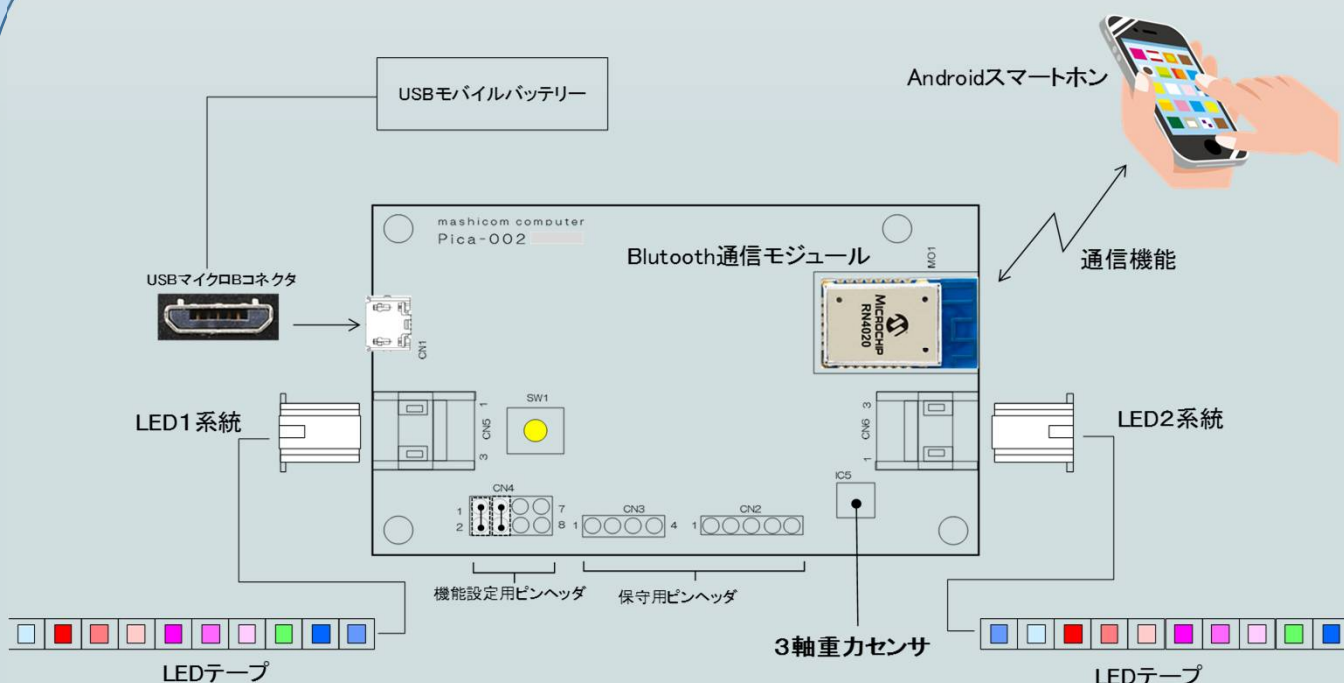 USBモバイルバッテリー
Androidスマートホン
mashicom computer
Pica-002
Blutooth通信モジュール
MO1
通信機能
USBマイクロBコネクタ
MICROCHIP
RN4020
CN1
LED1系統
1
CN5
3
SW1
3
CN6
1
LED2系統
IC5
CN4
1
7
2
8
CN3
1
4
CN2
1
機能設定用ピンヘッダ
保守用ピンヘッダ
3軸重力センサ
LEDテープ
LEDテープ